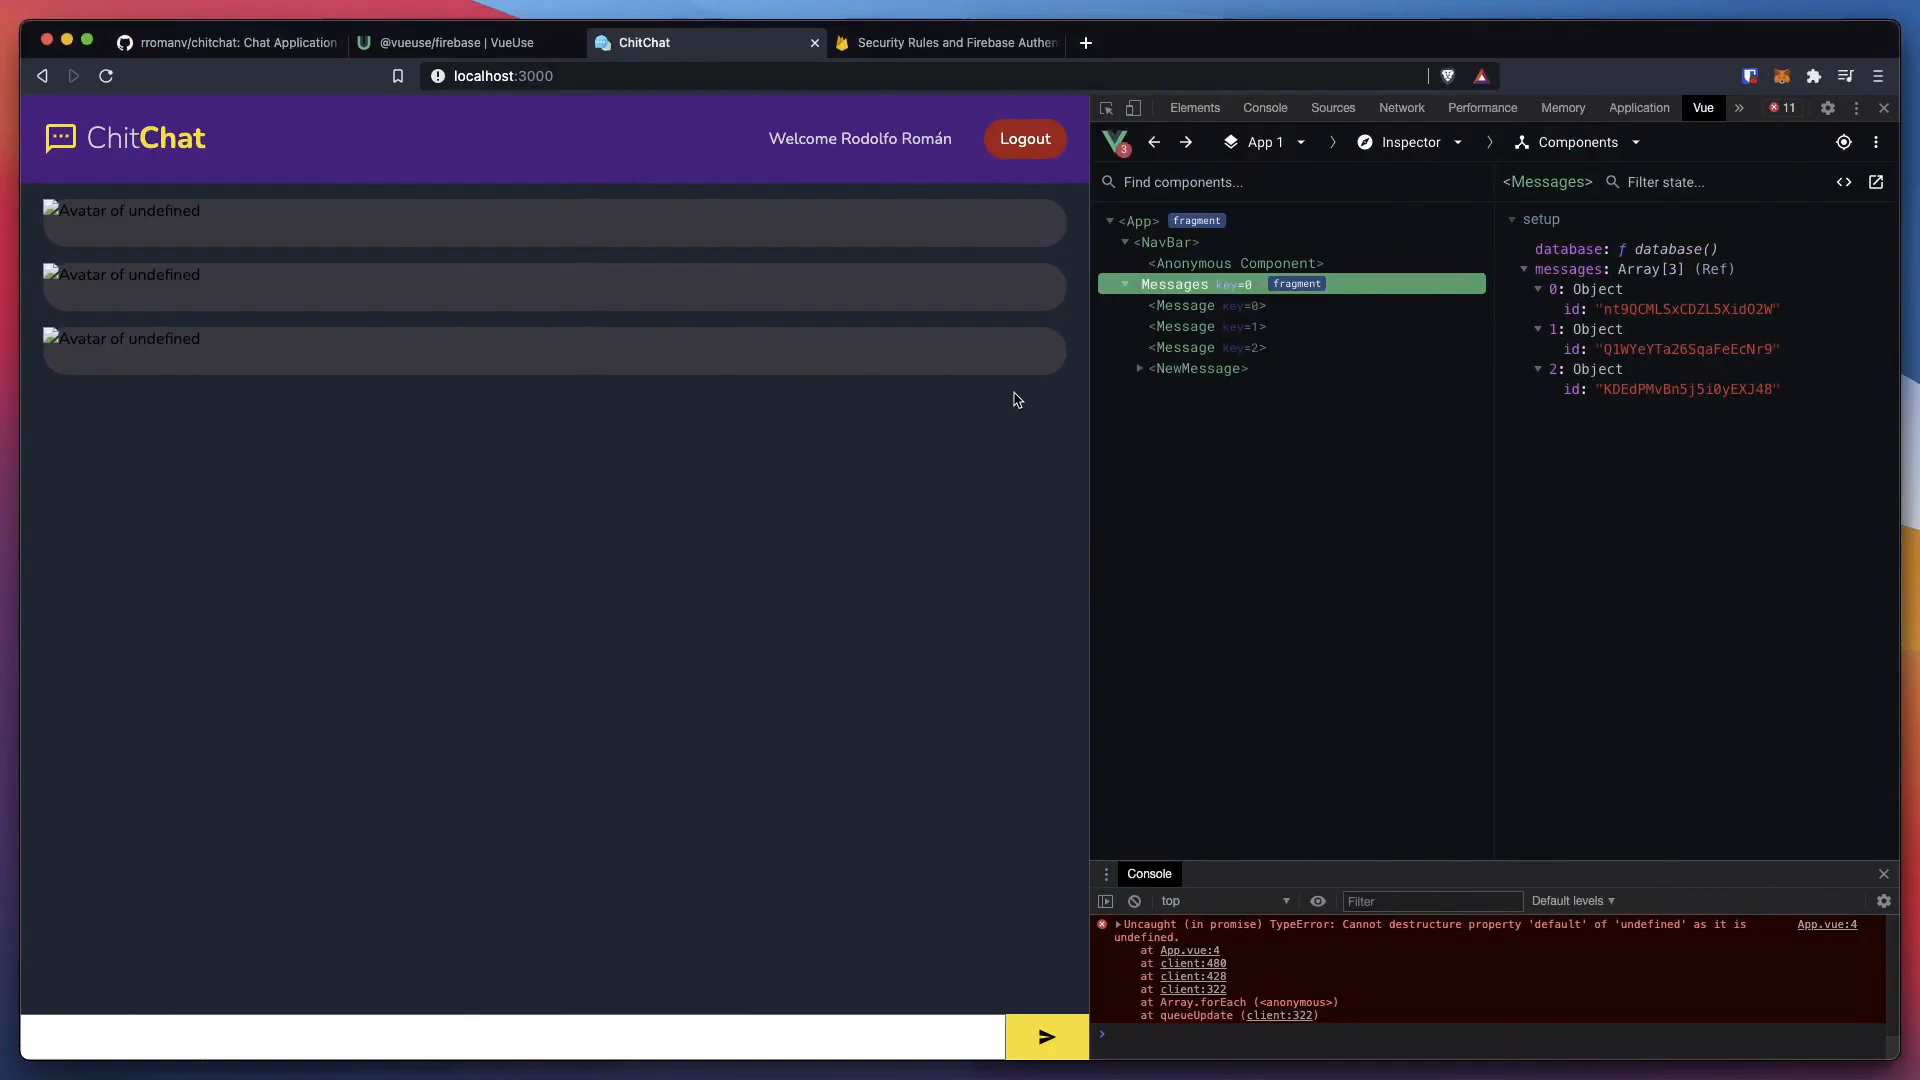 rromanv/chitchat: Chat Application
@vueuse/firebase | VueUse
ChitChat
Security Rules and Firebase Authen
localhost:3000
ChitChat
Welcome Rodolfo Román
Logout
Avatar of undefined
Avatar of undefined
Avatar of undefined
Elements
Console
Sources
Network
Performance
Memory
Application
Vue
»
11
3
App 1
Inspector
Components
Find components...
<Messages>
Filter state...
<App> fragment
<NavBar>
<Anonymous Component>
Messages key=0 fragment
<Message key=0>
<Message key=1>
<Message key=2>
<NewMessage>
setup
database: ƒ database()
messages: Array[3] (Ref)
0: Object
id: "nt9QCMLSxCDZL5XidO2W"
1: Object
id: "Q1WYeYTa26SqaFeEcNr9"
2: Object
id: "KDEdPMvBn5j5i0yEXJ48"
Console
top
Filter
Default levels
Uncaught (in promise) TypeError: Cannot destructure property 'default' of 'undefined' as it is App.vue:4
undefined.
at App.vue:4
at client:480
at client:428
at client:322
at Array.forEach (<anonymous>)
at queueUpdate (client:322)